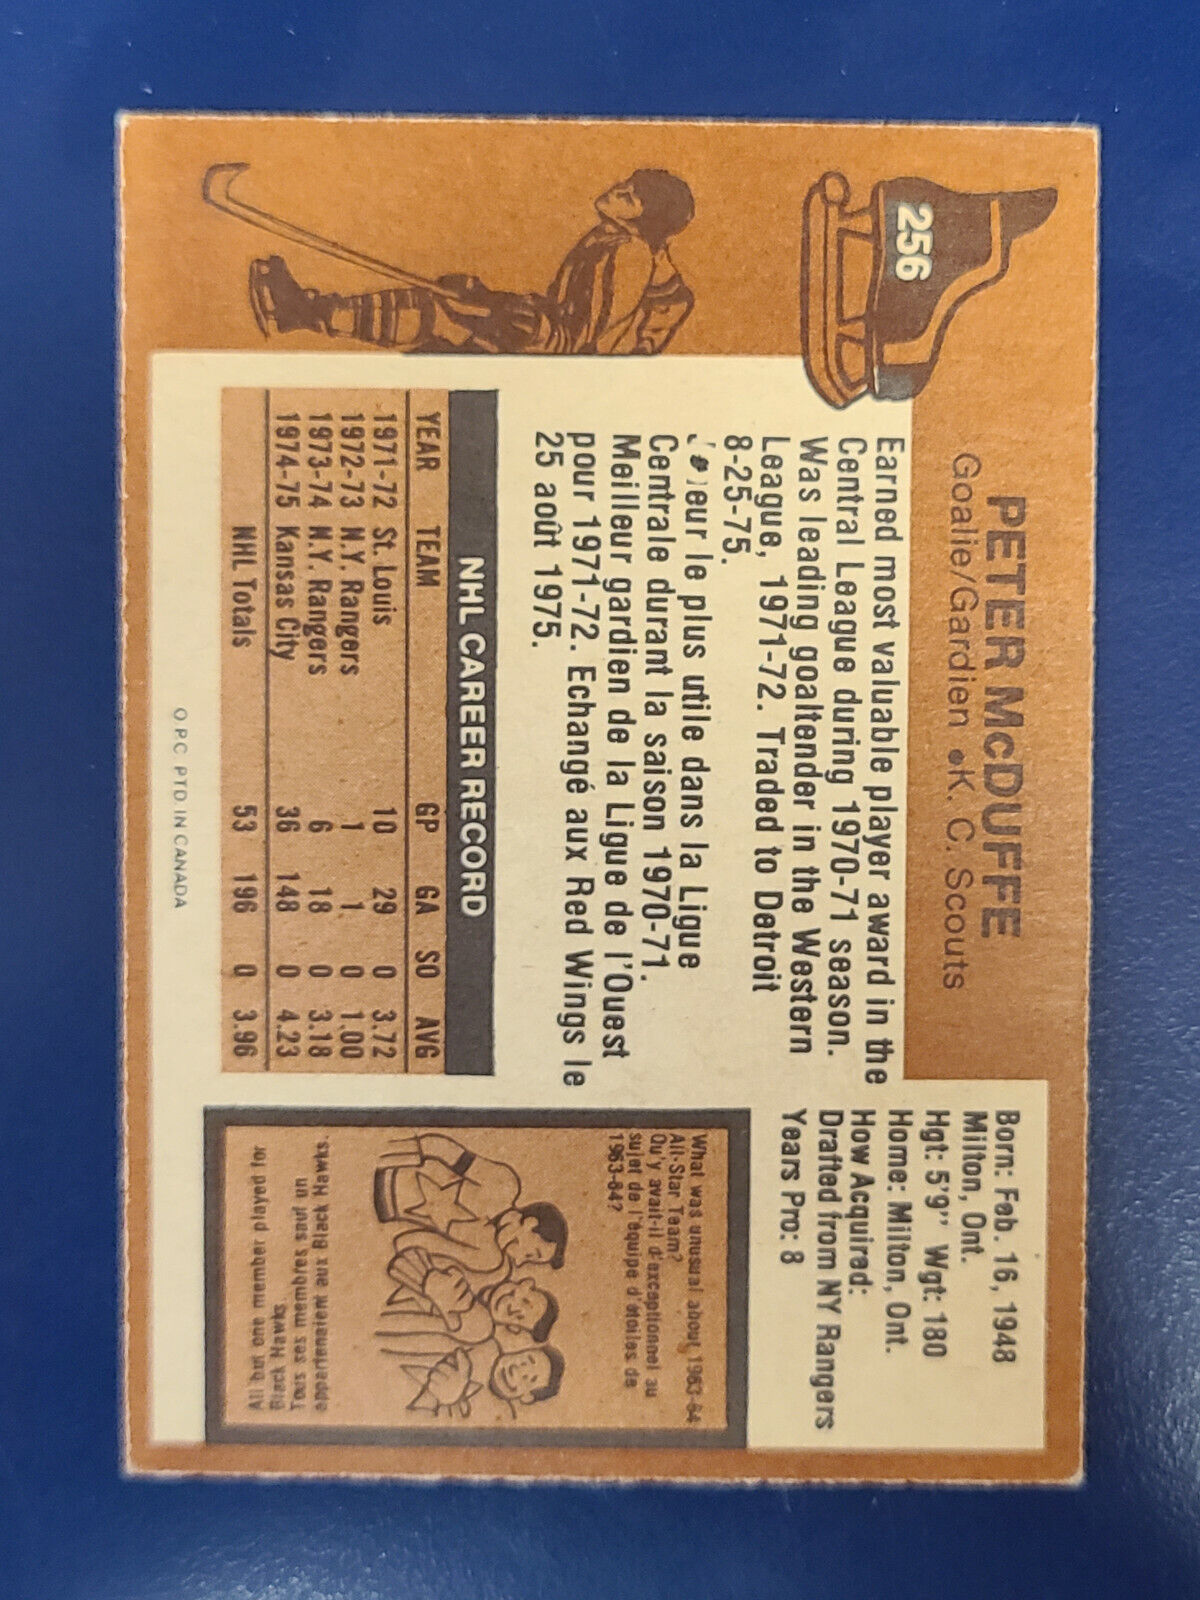 256
PETER McDUFFE
Goalie/Gardien • K. C. Scouts
Earned most valuable player award in the
Central League during 1970-71 season.
Was leading goaltender in the Western
League, 1971-72. Traded to Detroit
8-25-75.
le plus utile dans la Ligue
Centrale durant la saison 1970-71.
Meilleur gardien de la Ligue de l'Ouest
pour 1971-72. Echangé aux Red Wings le
25 août 1975.
Born: Feb. 16, 1948
Milton, Ont.
Hgt: 5'9" Wgt: 180
Home: Milton, Ont.
How Acquired:
Drafted from NY Rangers
Years Pro: 8
NHL CAREER RECORD
YEAR TEAM GP GA SO AVG
1971-72 St. Louis 10 29 0 3.72
1972-73 N.Y. Rangers 1 1 0 1.00
1973-74 N.Y. Rangers 6 18 0 3.18
1974-75 Kansas City 36 148 0 4.23
NHL Totals 53 196 0 3.96
What was unusual about 1963-64
All-Star Team?
Qu'y avait-il d'exceptionnel au
sujet de l'équipe d'étoiles de
1963-64?
All but one member played for
Black Hawks
Tous ses membres sauf un
appartenaient aux Black Hawks.
O.P.C. PTD. IN CANADA